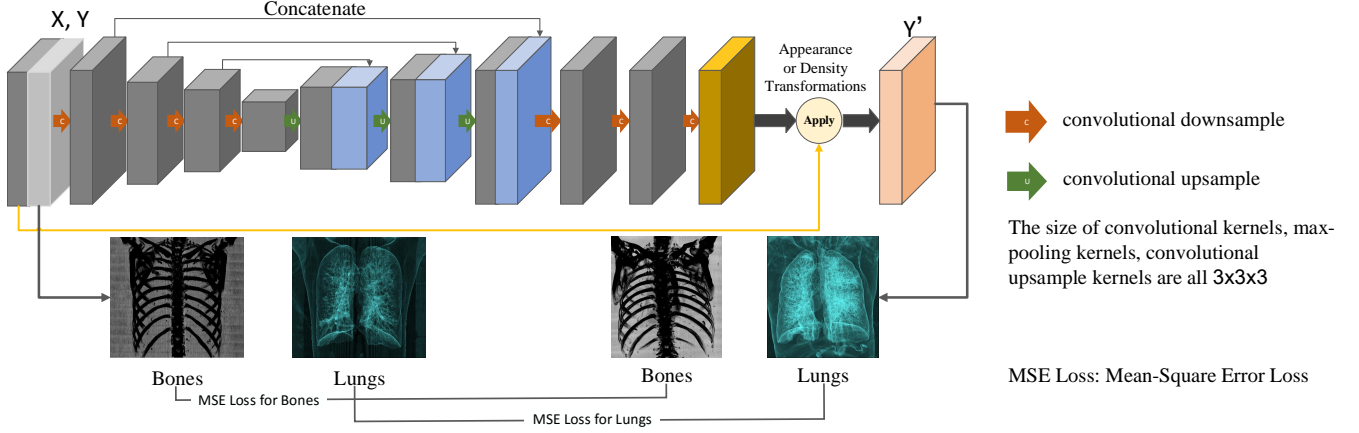 X, Y
Concatenate
Y’
Appearance
or Density
Transformations
C
C
C
C
U
U
U
C
C
C
Apply
C
convolutional downsample
U
convolutional upsample
The size of convolutional kernels, max-
pooling kernels, convolutional
upsample kernels are all 3x3x3
Bones
Lungs
Bones
Lungs
MSE Loss for Bones
MSE Loss for Lungs
MSE Loss: Mean-Square Error Loss